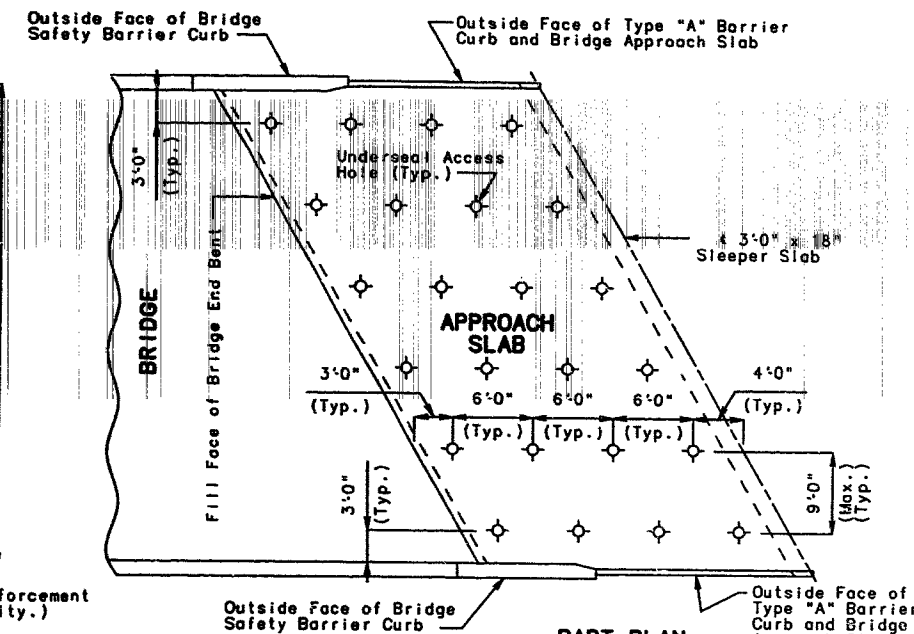 Outside Face of Bridge
Safety Barrier Curb
Outside Face of Type "A" Barrier
Curb and Bridge Approach Slab
3'-0"
(Typ.)
Underseal Access
Hole (Typ.)
Fill Face of Bridge End Bent
BRIDGE
3'-0" x 18"
Sleeper Slab
APPROACH
SLAB
3'-0"
(Typ.)
6'-0"
(Typ.)
6'-0"
(Typ.)
6'-0"
(Typ.)
4'-0"
(Typ.)
3'-0"
(Typ.)
9'-0"
(Max.)
(Typ.)
forcement
ity.)
Outside Face of Bridge
Safety Barrier Curb
Outside Face of
Type "A" Barrier
Curb and Bridge